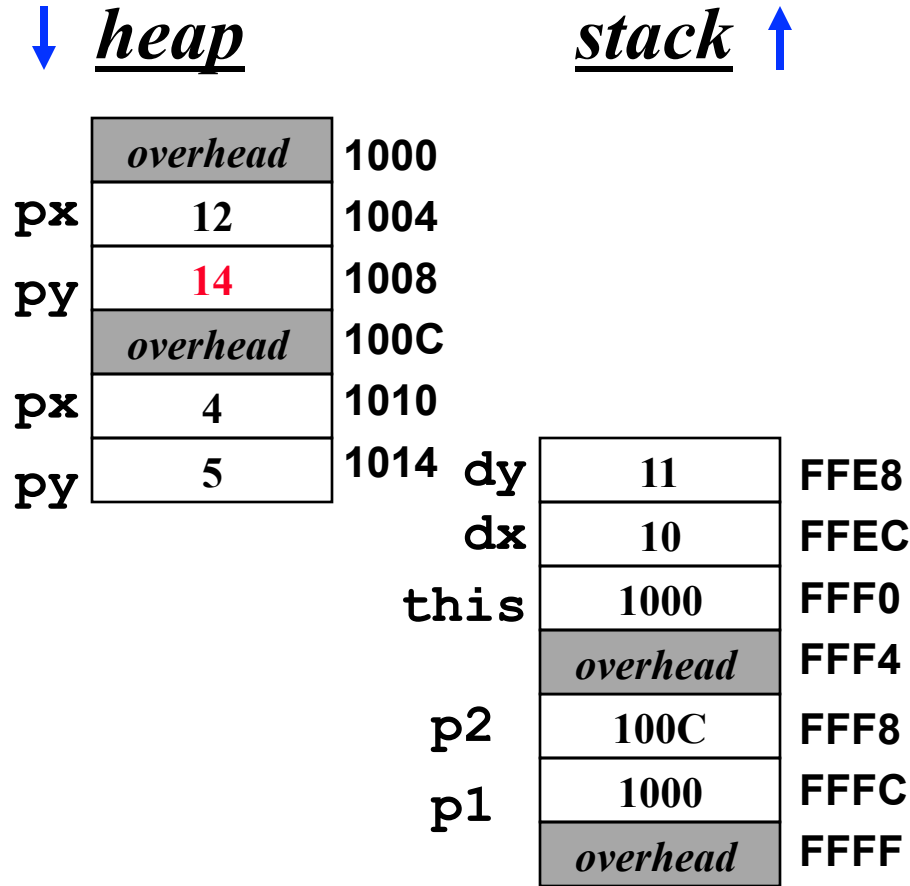 heap
stack
overhead 1000
px 12 1004
py 14 1008
overhead 100C
px 4 1010
py 5 1014
dy 11 FFE8
dx 10 FFEC
this 1000 FFF0
overhead FFF4
p2 100C FFF8
p1 1000 FFFC
overhead FFFF